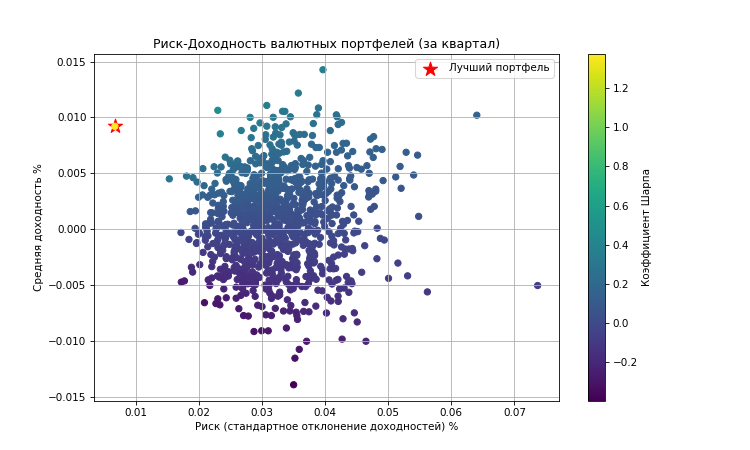 Риск-Доходность валютных портфелей (за квартал)
Лучший портфель
0.015
0.010
0.005
0.000
−0.005
−0.010
−0.015
Средняя доходность %
0.01 0.02 0.03 0.04 0.05 0.06 0.07
Риск (стандартное отклонение доходностей) %
1.2
1.0
0.8
0.6
0.4
0.2
0.0
−0.2
Коэффициент Шарпа